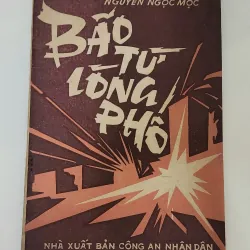 NGUYỄN NGỌC MỘC
BÃO
TỪ
LÒNG
PHỐ
NHÀ XUẤT BẢN CÔNG AN NHÂN DÂN